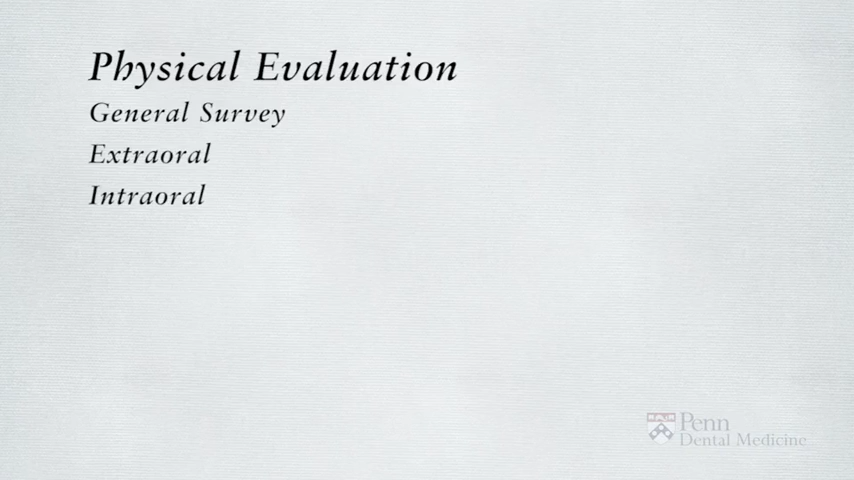 Physical Evaluation
General Survey
Extraoral
Intraoral
Penn
Dental Medicine